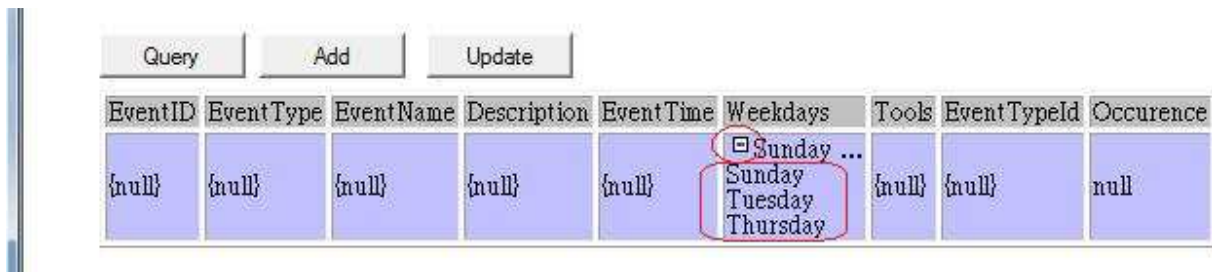 Query Add Update
EventID EventType EventName Description EventTime Weekdays Tools EventTypeId Occurence
{null} {null} {null} {null} {null} Sunday ... {null} {null} null
Sunday
Tuesday
Thursday